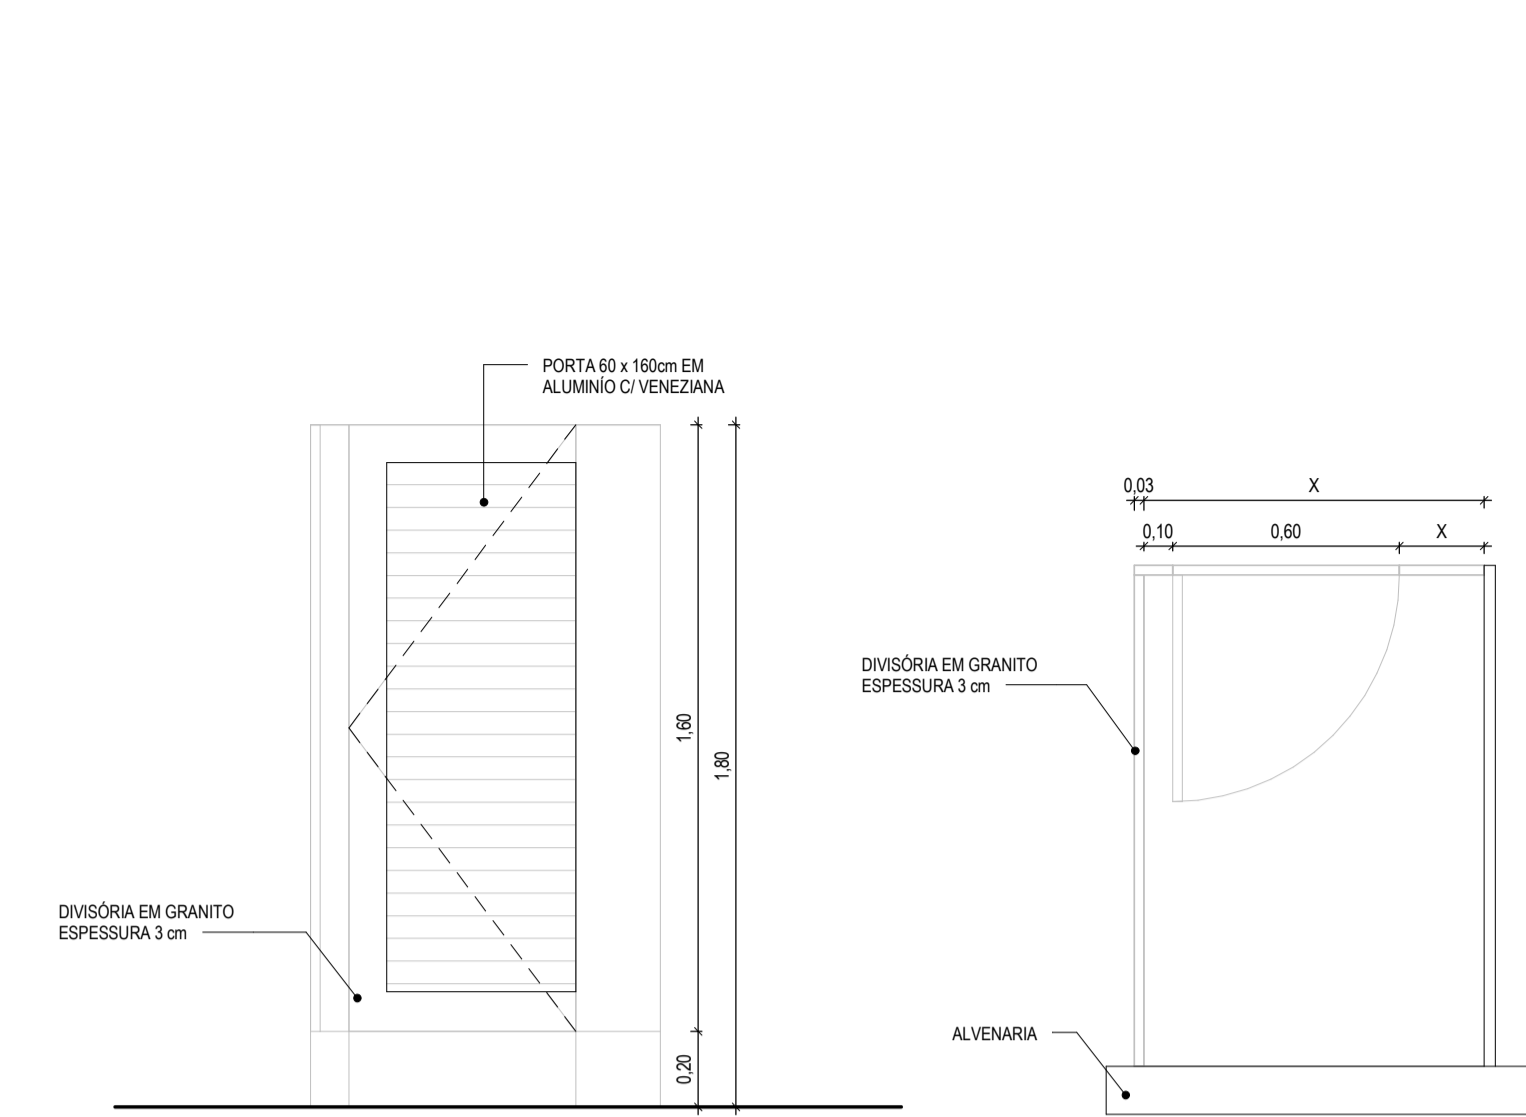 PORTA 60 x 160cm EM
ALUMINÍO C/ VENEZIANA
1,60
1,80
0,20
DIVISÓRIA EM GRANITO
ESPESSURA 3 cm
0,03
X
0,10
0,60
X
DIVISÓRIA EM GRANITO
ESPESSURA 3 cm
ALVENARIA